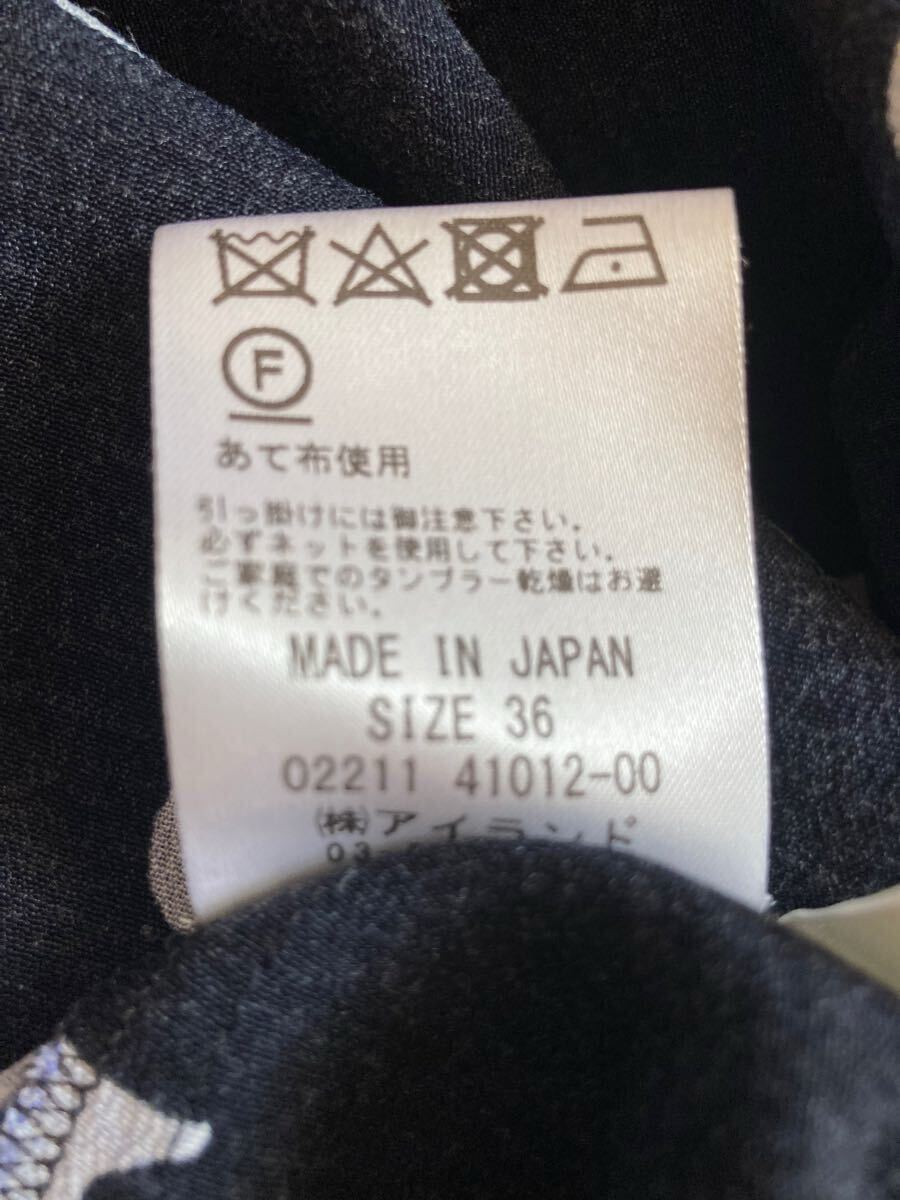 F
あて布使用
引っ掛けには御注意下さい。
必ずネットを使用して下さい。
ご家庭でのタンブラー乾燥はお避
けください。
MADE IN JAPAN
SIZE 36
02211 41012-00
㈱アイランド
03